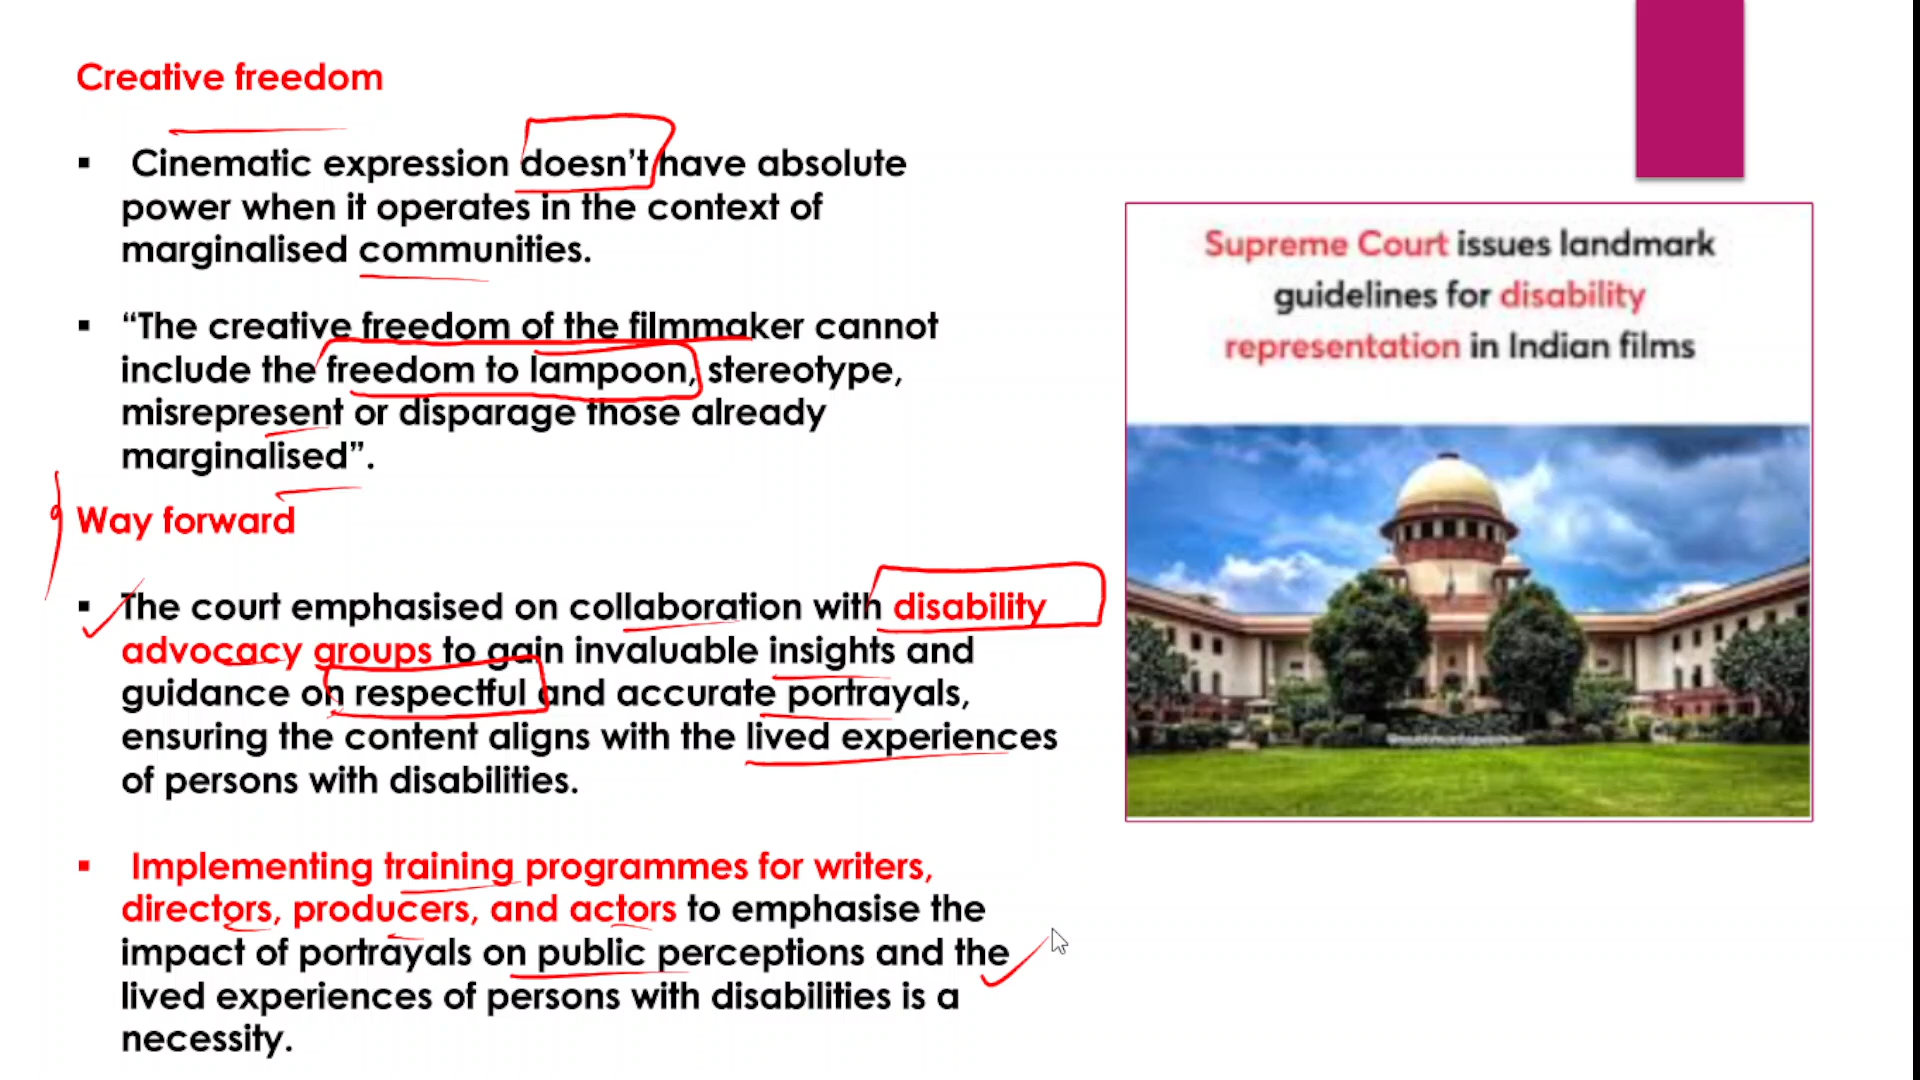 Creative freedom
▪ Cinematic expression doesn't have absolute
power when it operates in the context of
marginalised communities.
▪ “The creative freedom of the filmmaker cannot
include the freedom to lampoon, stereotype,
misrepresent or disparage those already
marginalised”.
Way forward
▪ The court emphasised on collaboration with disability
advocacy groups to gain invaluable insights and
guidance on respectful and accurate portrayals,
ensuring the content aligns with the lived experiences
of persons with disabilities.
▪ Implementing training programmes for writers,
directors, producers, and actors to emphasise the
impact of portrayals on public perceptions and the
lived experiences of persons with disabilities is a
necessity.
Supreme Court issues landmark
guidelines for disability
representation in Indian films